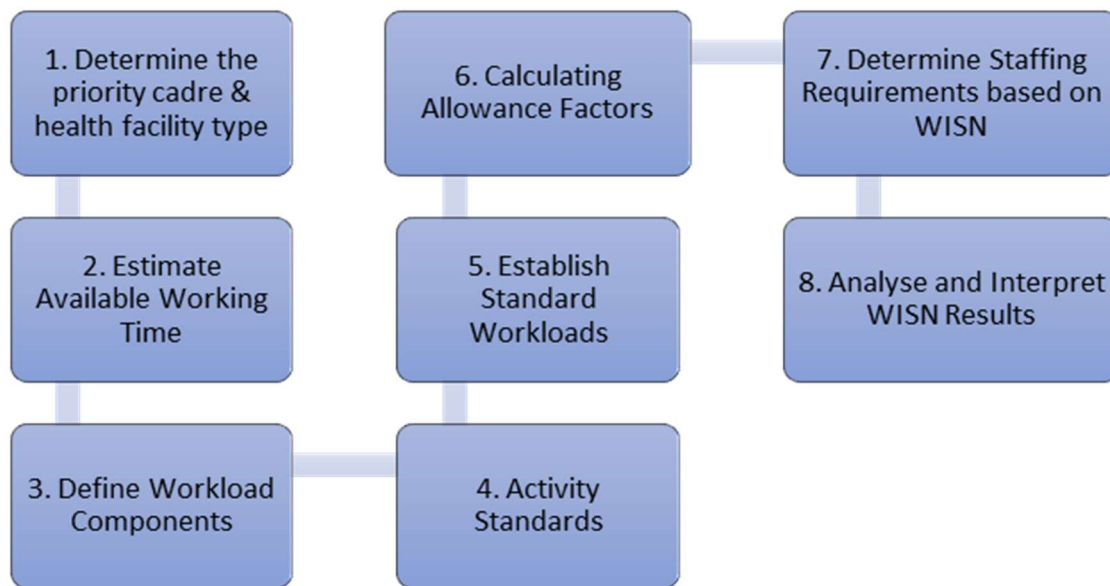 1. Determine the
priority cadre &
health facility type
2. Estimate
Available Working
Time
3. Define Workload
Components
4. Activity
Standards
5. Establish
Standard
Workloads
6. Calculating
Allowance Factors
7. Determine Staffing
Requirements based on
WISN
8. Analyse and Interpret
WISN Results